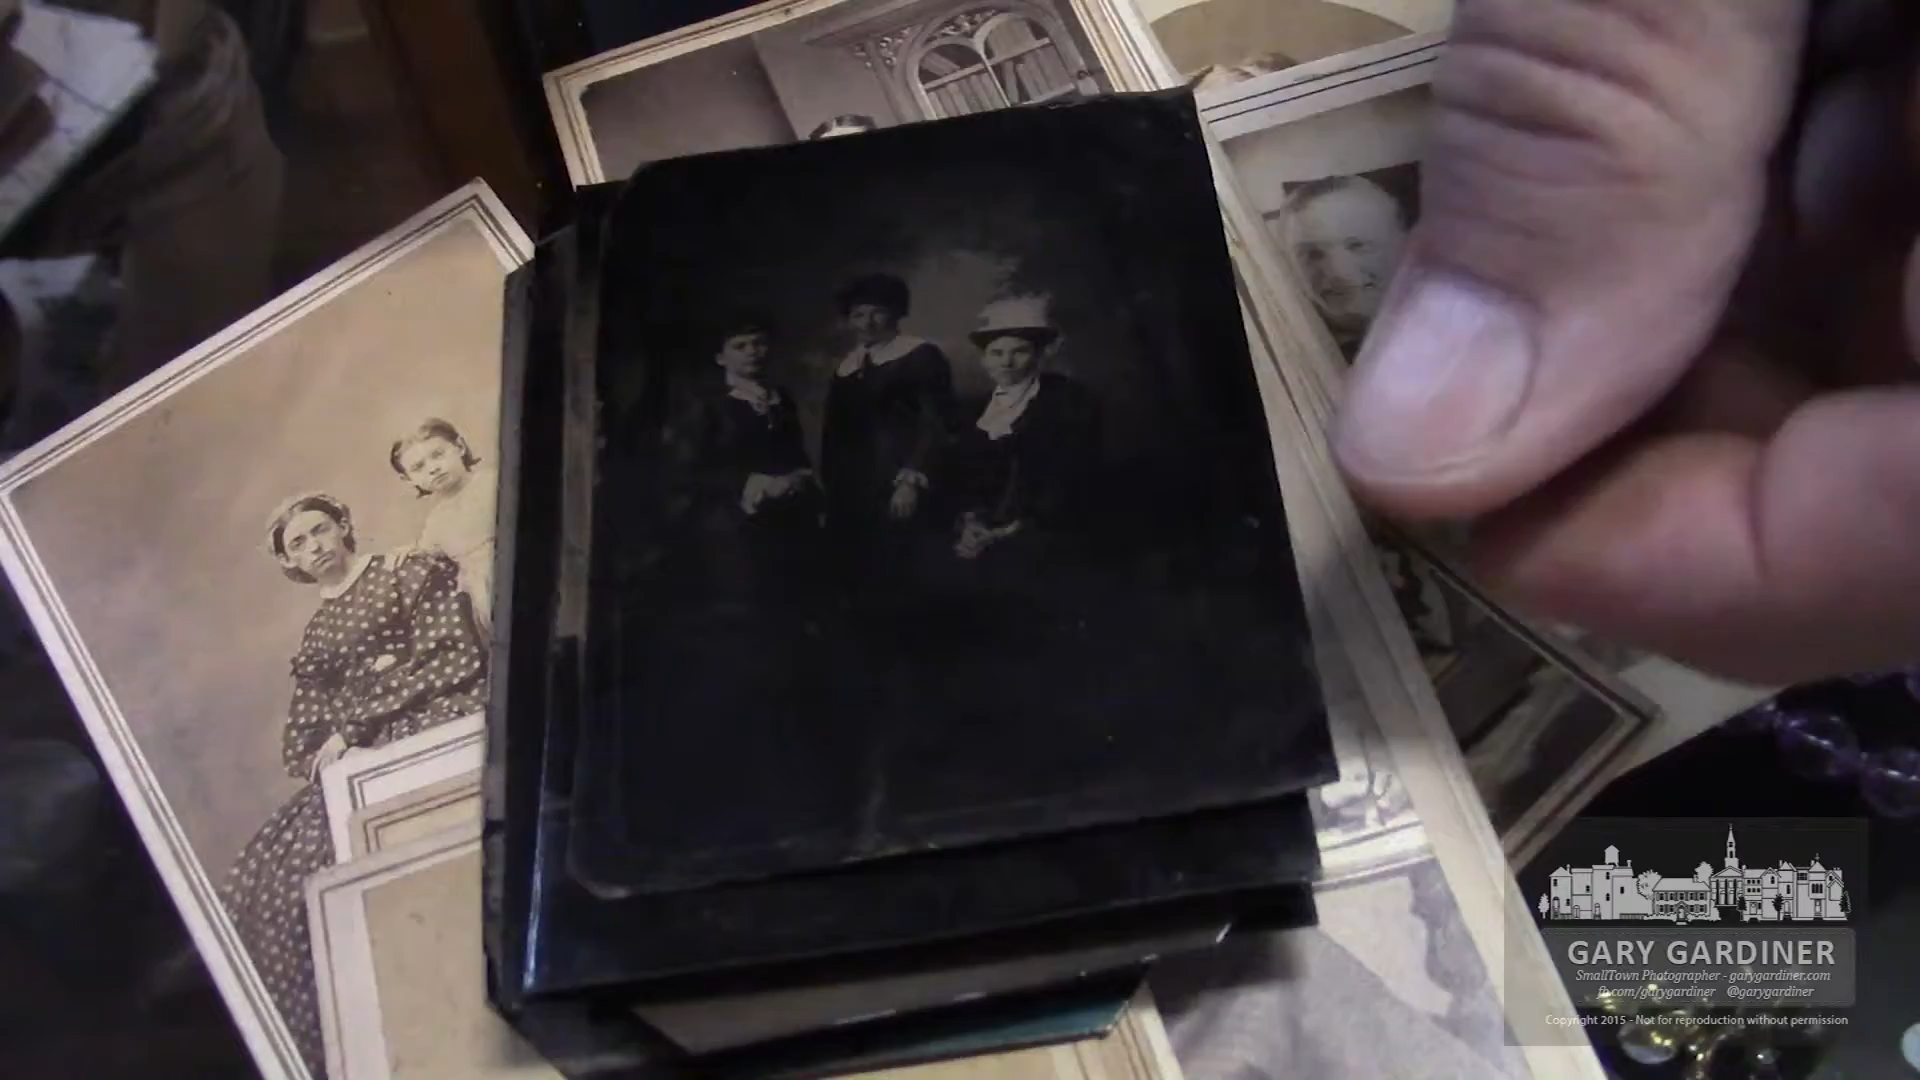 GARY GARDINER
SmallTown Photographer - garygardiner.com
fb.com/garygardiner @garygardiner
Copyright 2015 - Not for reproduction without permission